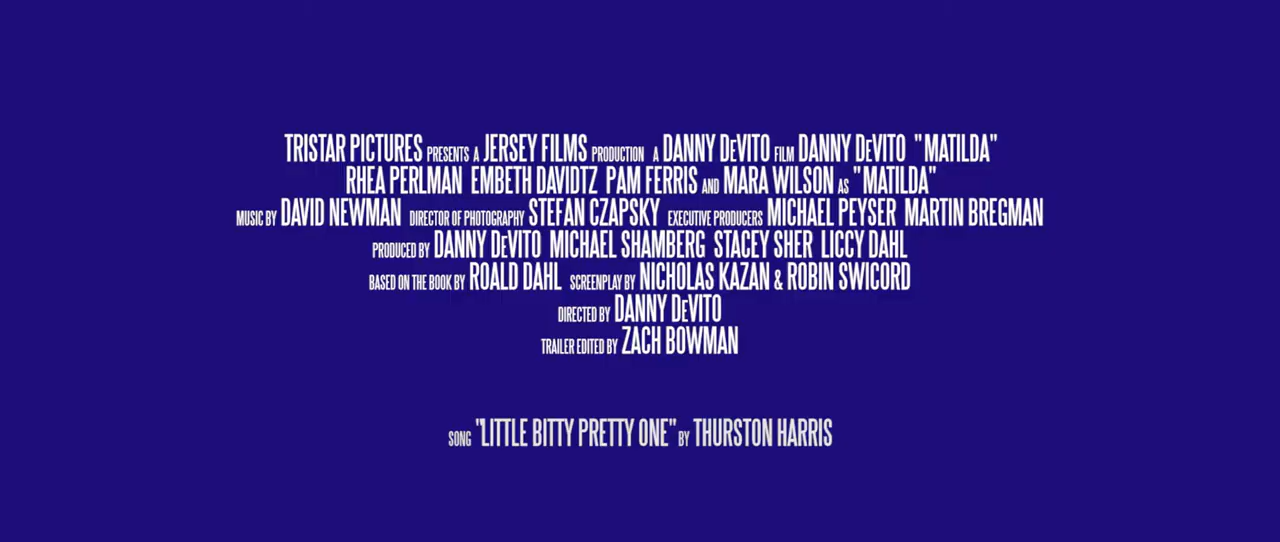 TRISTAR PICTURES PRESENTS A JERSEY FILMS PRODUCTION A DANNY DeVITO FILM DANNY DeVITO "MATILDA"
RHEA PERLMAN EMBETH DAVIDTZ PAM FERRIS AND MARA WILSON AS "MATILDA"
MUSIC BY DAVID NEWMAN DIRECTOR OF PHOTOGRAPHY STEFAN CZAPSKY EXECUTIVE PRODUCERS MICHAEL PEYSER MARTIN BREGMAN
PRODUCED BY DANNY DeVITO MICHAEL SHAMBERG STACEY SHER LICCY DAHL
BASED ON THE BOOK BY ROALD DAHL SCREENPLAY BY NICHOLAS KAZAN & ROBIN SWICORD
DIRECTED BY DANNY DeVITO
TRAILER EDITED BY ZACH BOWMAN
SONG "LITTLE BITTY PRETTY ONE" BY THURSTON HARRIS